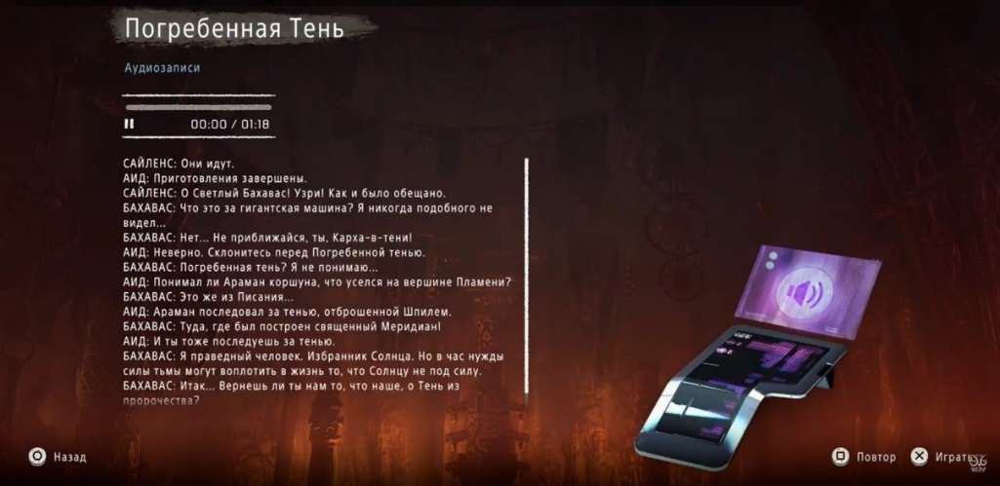 Погребенная Тень
Аудиозаписи
00:00 / 01:18
САЙЛЕНС: Они идут.
АИД: Приготовления завершены.
САЙЛЕНС: О Светлый Бахавас! Узри! Как и было обещано.
БАХАВАС: Что это за гигантская машина? Я никогда подобного не
видел...
БАХАВАС: Нет... Не приближайся, ты, Карха-в-тени!
АИД: Неверно. Склонитесь перед Погребенной тенью.
БАХАВАС: Погребенная тень? Я не понимаю...
АИД: Понимал ли Араман коршуна, что уселся на вершине Пламени?
БАХАВАС: Это же из Писания...
АИД: Араман последовал за тенью, отброшенной Шпилем.
БАХАВАС: Туда, где был построен священный Меридиан!
АИД: И ты тоже последуешь за тенью.
БАХАВАС: Я праведный человек. Избранник Солнца. Но в час нужды
силы тьмы могут воплотить в жизнь то, что Солнцу не под силу.
БАХАВАС: Итак... Вернешь ли ты нам то, что наше, о Тень из
пророчества?
Назад
Повтор
Играть